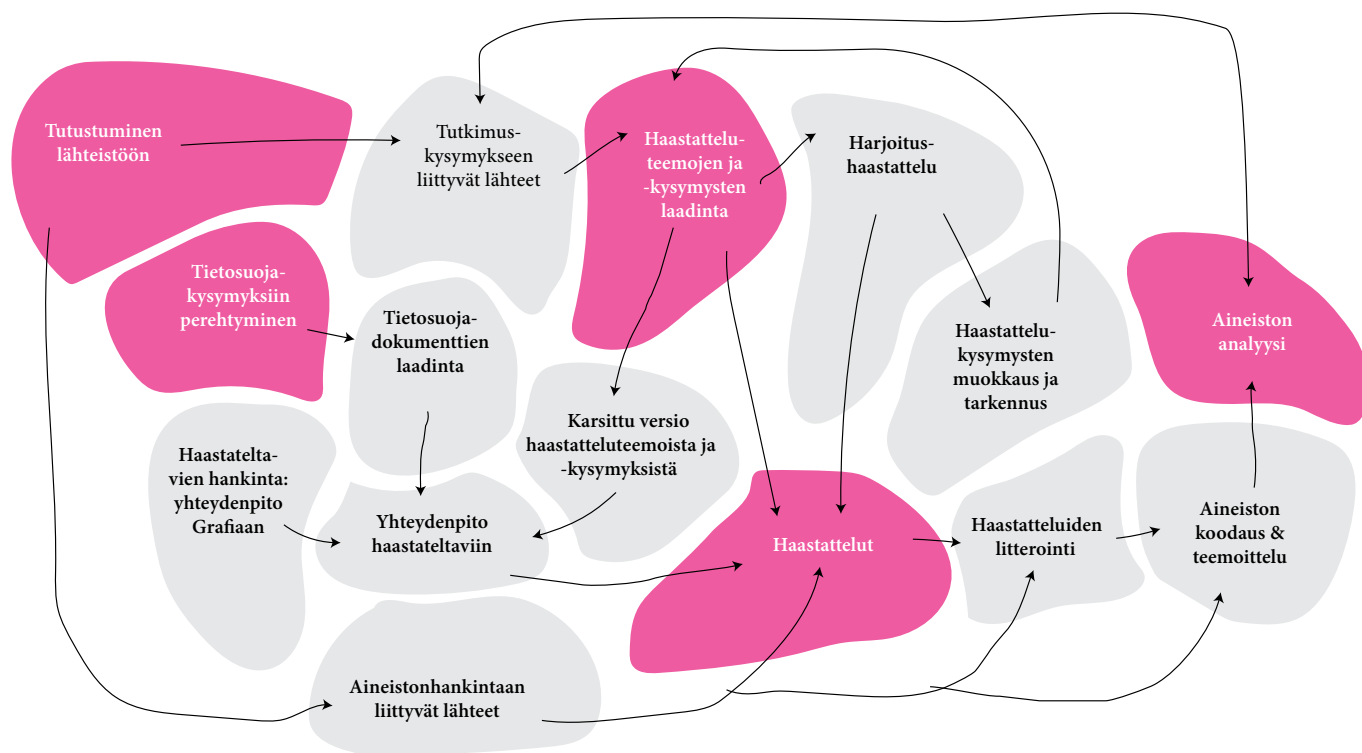 Tutustuminen
lähteistöön
Tutkimus-
kysymykseen
liittyvät lähteet
Haastattelu-
teemojen ja
-kysymysten
laadinta
Harjoitus-
haastattelu
Tietosuoja-
kysymyksiin
perehtyminen
Tietosuoja-
dokumenttien
laadinta
Haastattelu-
kysymysten
muokkaus ja
tarkennus
Aineiston
analyysi
Haastatelta-
vien hankinta:
yhteydenpito
Grafiaan
Karsittu versio
haastatteluteemoista ja
-kysymyksistä
Yhteydenpito
haastateltaviin
Haastattelut
Haastatteluiden
litterointi
Aineiston
koodaus &
teemoittelu
Aineistonhankintaan
liittyvät lähteet